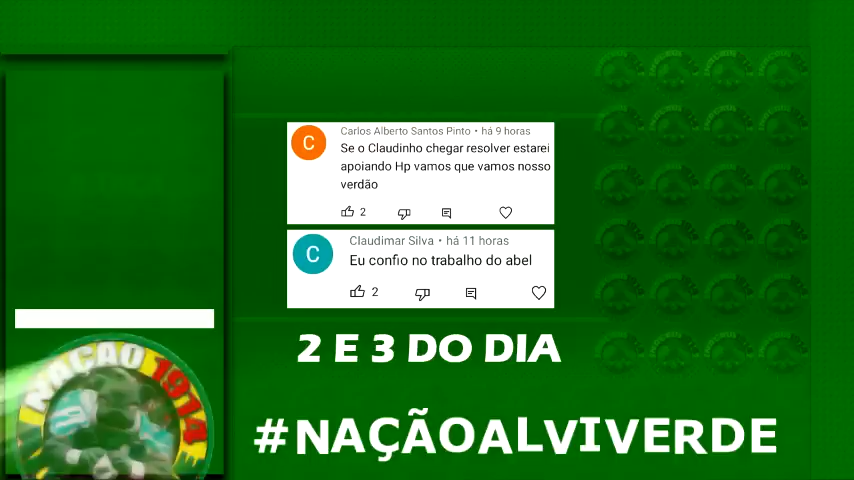 C
Carlos Alberto Santos Pinto • há 9 horas
Se o Claudinho chegar resolver estarei
apoiando Hp vamos que vamos nosso
verdão
2
C
Claudimar Silva • há 11 horas
Eu confio no trabalho do abel
2
2 E 3 DO DIA
NAÇÃO 1914
#NAÇÃOALVIVERDE